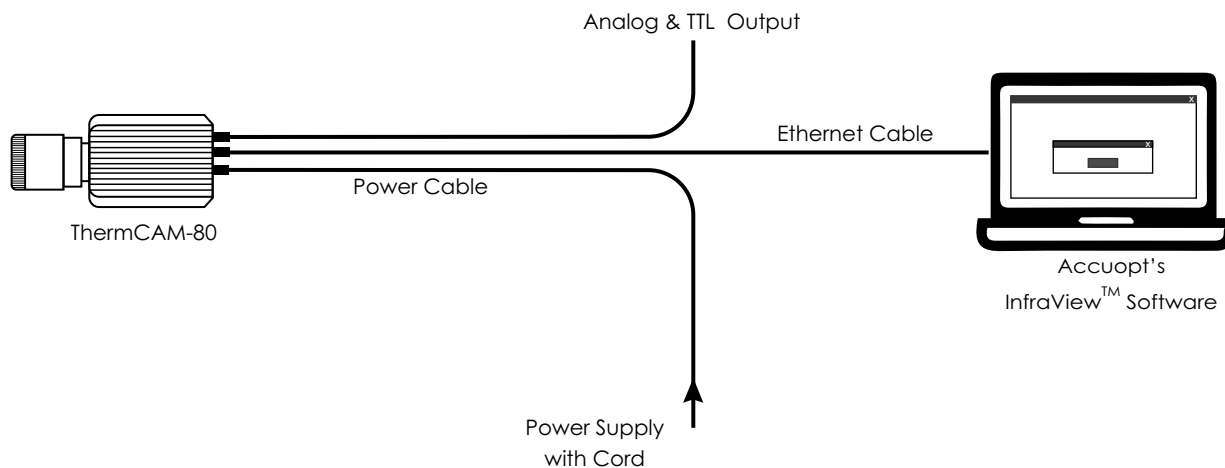 Analog & TTL Output
Ethernet Cable
Power Cable
ThermCAM-80
X
X
Accuopt's
InfraView™ Software
Power Supply
with Cord